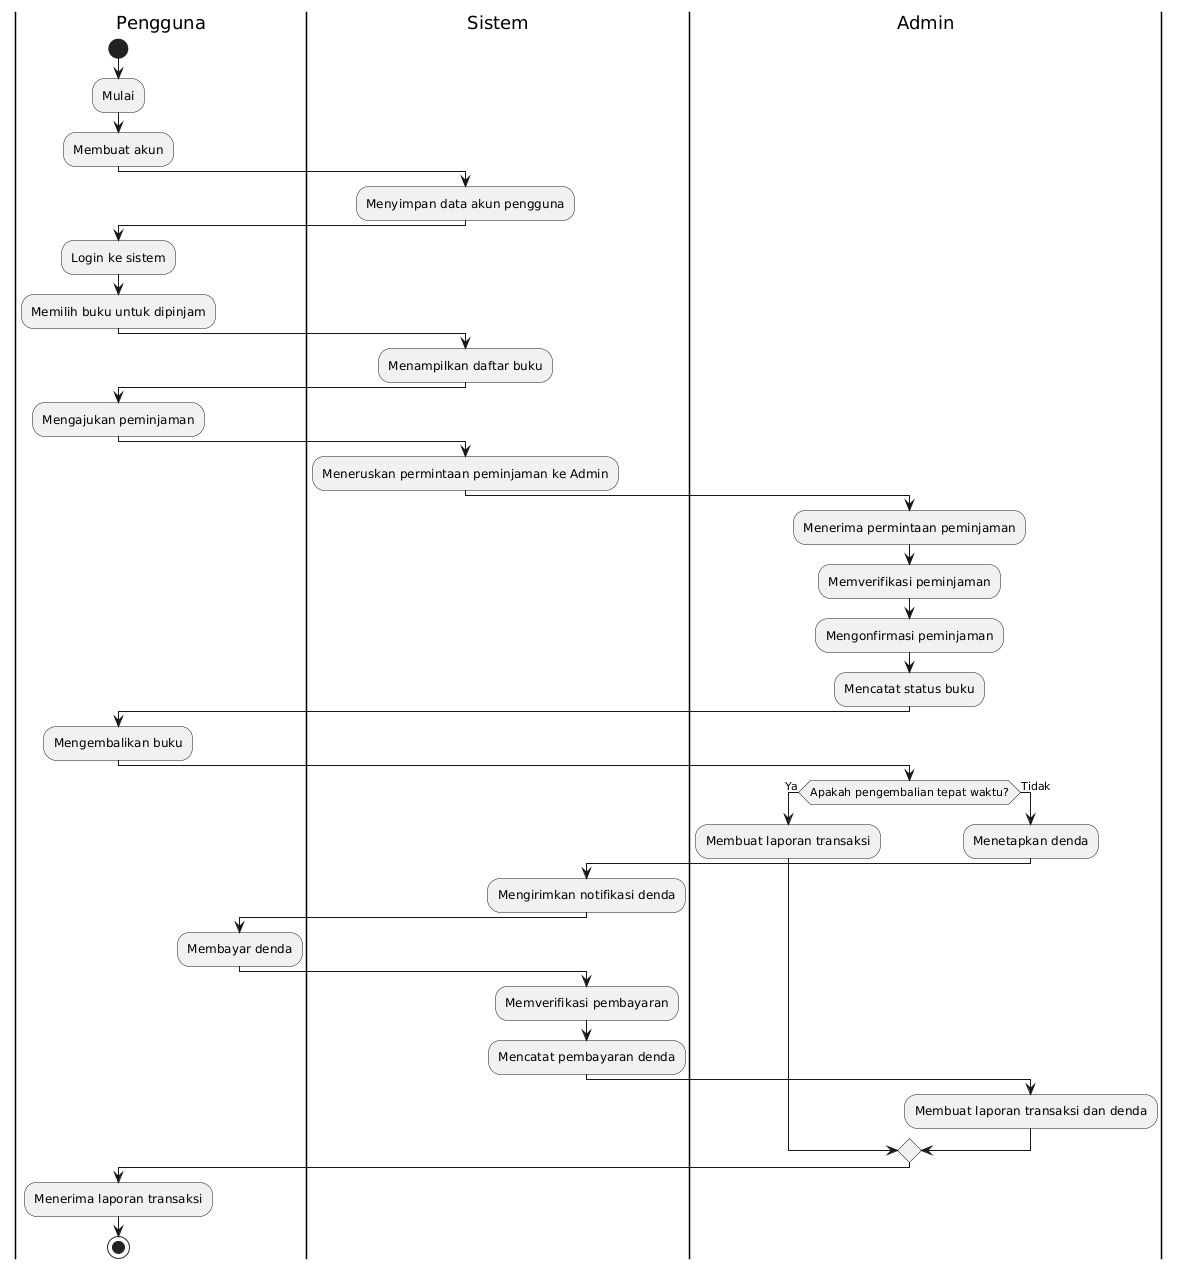 Pengguna
Sistem
Admin
Mulai
Membuat akun
Menyimpan data akun pengguna
Login ke sistem
Memilih buku untuk dipinjam
Menampilkan daftar buku
Mengajukan peminjaman
Meneruskan permintaan peminjaman ke Admin
Menerima permintaan peminjaman
Memverifikasi peminjaman
Mengonfirmasi peminjaman
Mencatat status buku
Mengembalikan buku
Ya
Apakah pengembalian tepat waktu?
Tidak
Membuat laporan transaksi
Menetapkan denda
Mengirimkan notifikasi denda
Membayar denda
Memverifikasi pembayaran
Mencatat pembayaran denda
Membuat laporan transaksi dan denda
Menerima laporan transaksi